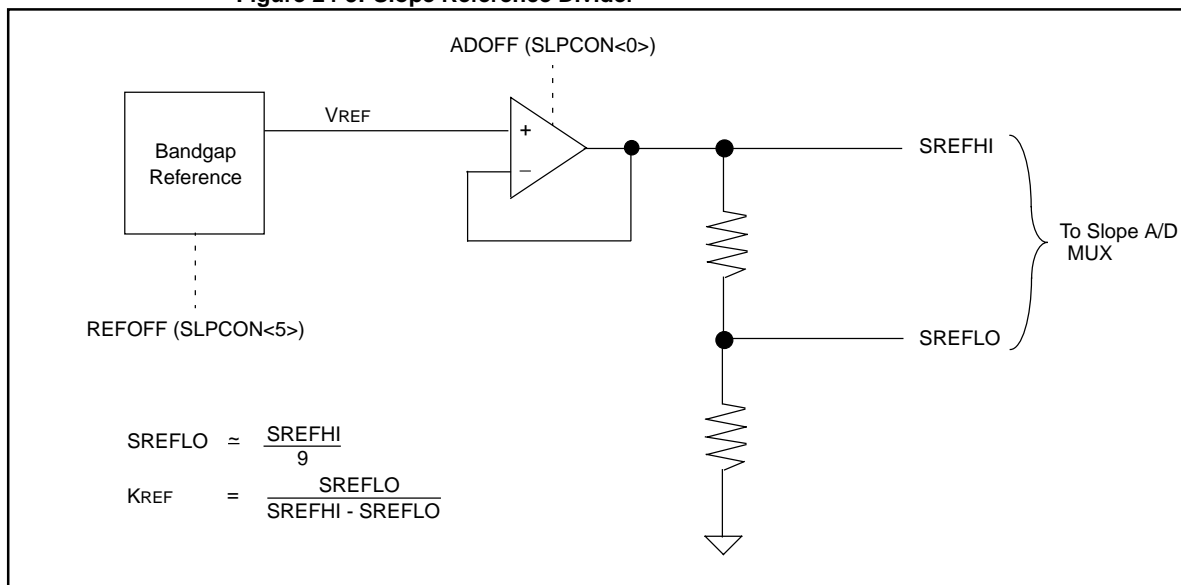 Figure 24-3: Slope Reference Divider
ADOFF (SLPCON<0>)
VREF
Bandgap
Reference
+
–
SREFHI
To Slope A/D
MUX
REFOFF (SLPCON<5>)
SREFLO
SREFLO ≃ SREFHI
9
KREF = SREFLO
SREFHI - SREFLO